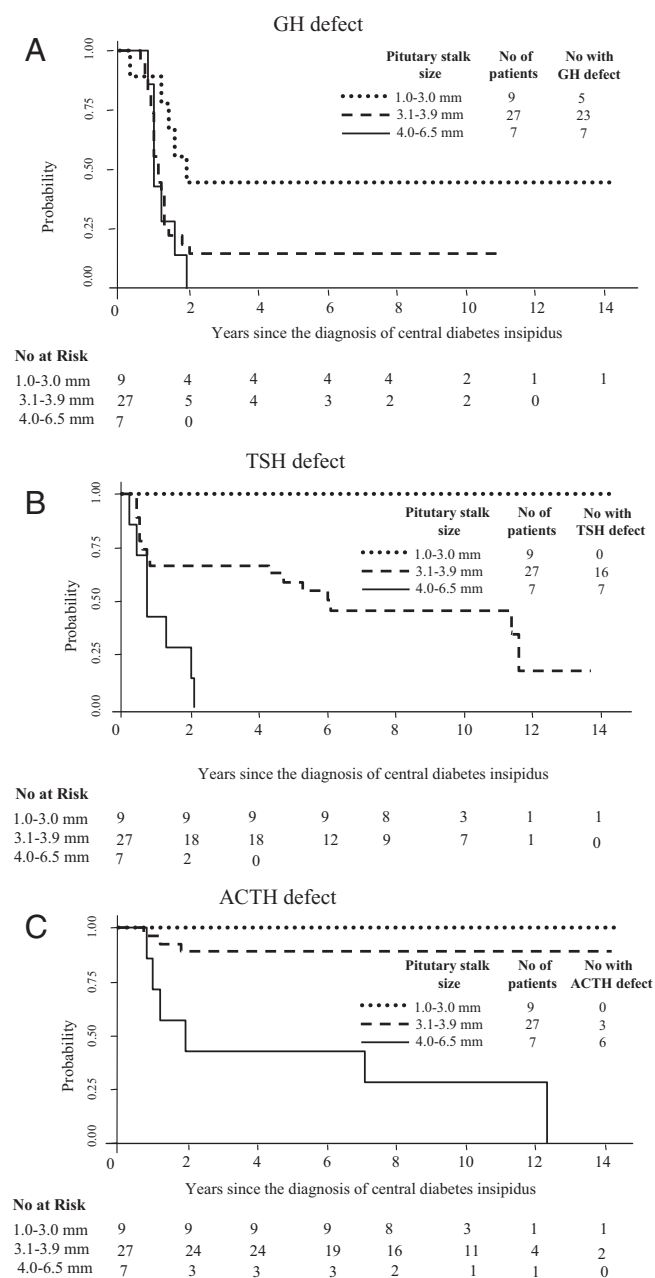 GH defect
A
Pitutary stalk size No of patients No with GH defect
1.0-3.0 mm 9 5
3.1-3.9 mm 27 23
4.0-6.5 mm 7 7
Probability
1.00
0.75
0.50
0.25
0.00
0 2 4 6 8 10 12 14
Years since the diagnosis of central diabetes insipidus
No at Risk
1.0-3.0 mm 9 4 4 4 4 2 1 1
3.1-3.9 mm 27 5 4 3 2 2 0
4.0-6.5 mm 7 0
TSH defect
B
Pitutary stalk size No of patients No with TSH defect
1.0-3.0 mm 9 0
3.1-3.9 mm 27 16
4.0-6.5 mm 7 7
Probability
1.00
0.75
0.50
0.25
0.00
0 2 4 6 8 10 12 14
Years since the diagnosis of central diabetes insipidus
No at Risk
1.0-3.0 mm 9 9 9 9 8 3 1 1
3.1-3.9 mm 27 18 18 12 9 7 1 0
4.0-6.5 mm 7 2 0
ACTH defect
C
Pitutary stalk size No of patients No with ACTH defect
1.0-3.0 mm 9 0
3.1-3.9 mm 27 3
4.0-6.5 mm 7 6
Probability
1.00
0.75
0.50
0.25
0.00
0 2 4 6 8 10 12 14
Years since the diagnosis of central diabetes insipidus
No at Risk
1.0-3.0 mm 9 9 9 9 8 3 1 1
3.1-3.9 mm 27 24 24 19 16 11 4 2
4.0-6.5 mm 7 3 3 3 2 1 1 0